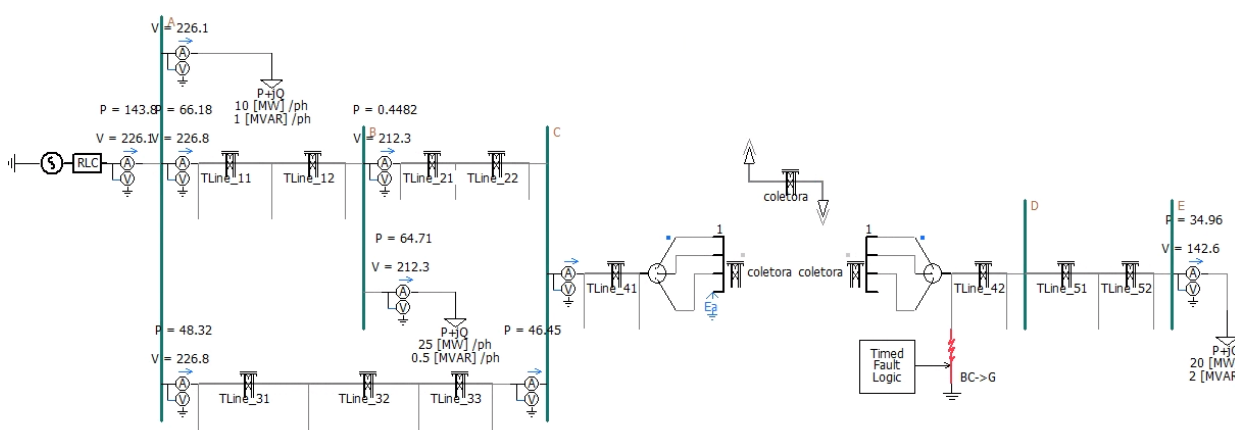 A
V = 226.1
A
V
P+jQ
10 [MW] /ph
1 [MVAR] /ph
P = 143.8
P = 66.18
P = 0.4482
B
C
V = 226.1
V = 226.8
V = 212.3
S
RLC
A
V
A
V
TLine_11
TLine_12
A
V
TLine_21
TLine_22
coletora
P = 64.71
V = 212.3
A
V
P+jQ
25 [MW] /ph
0.5 [MVAR] /ph
A
V
TLine_41
1
coletora
Ea
1
coletora
TLine_42
D
TLine_51
TLine_52
E
P = 34.96
V = 142.6
A
V
P+jQ
20 [MW
2 [MVAR]
P = 48.32
V = 226.8
A
V
TLine_31
TLine_32
TLine_33
P = 46.45
A
V
Timed
Fault
Logic
BC->G